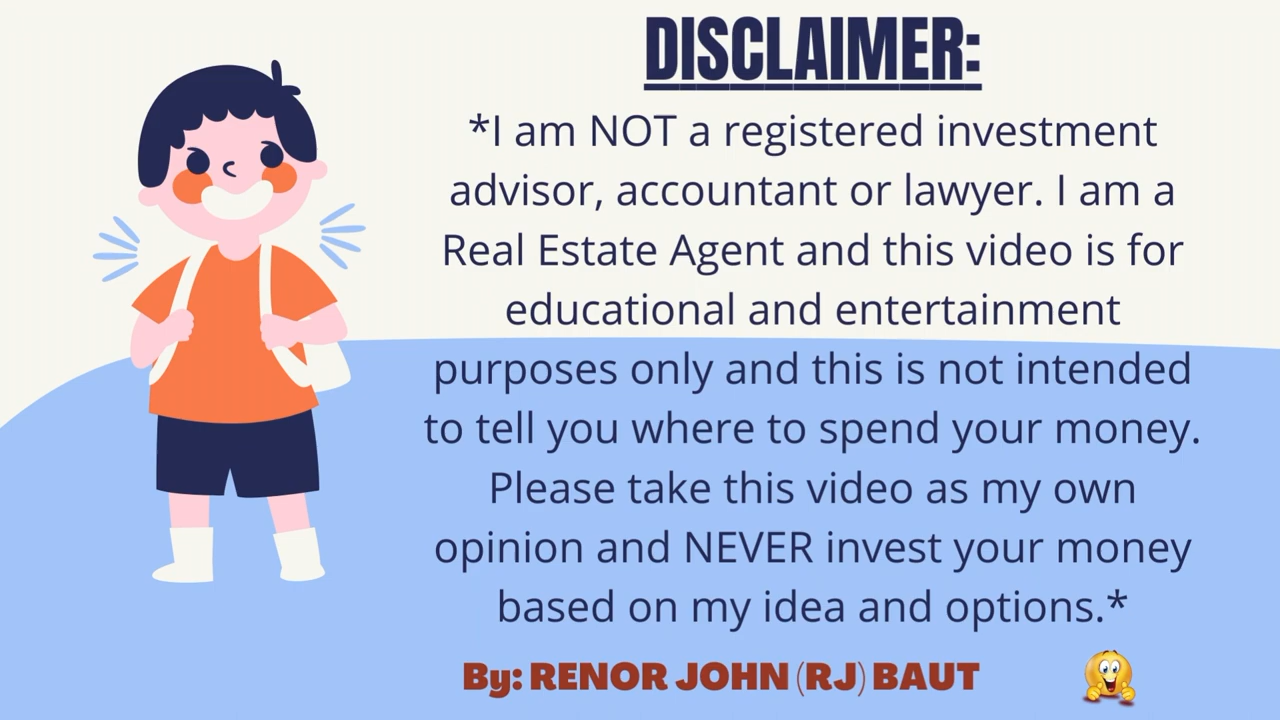 DISCLAIMER:
*I am NOT a registered investment
advisor, accountant or lawyer. I am a
Real Estate Agent and this video is for
educational and entertainment
purposes only and this is not intended
to tell you where to spend your money.
Please take this video as my own
opinion and NEVER invest your money
based on my idea and options.*
By: RENOR JOHN (RJ) BAUT